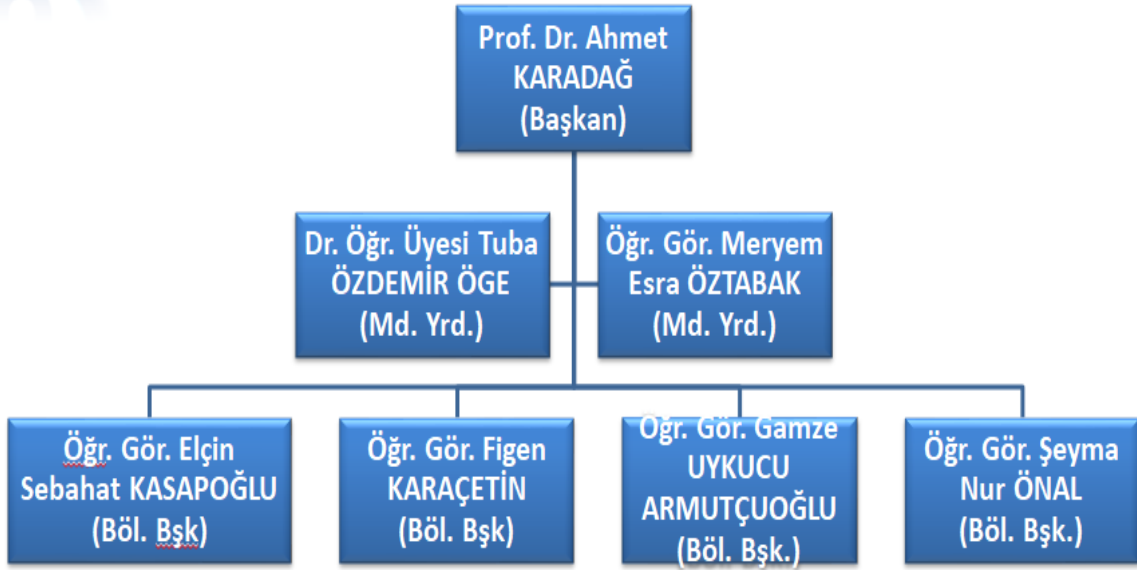 Prof. Dr. Ahmet
KARADAĞ
(Başkan)
Dr. Öğr. Üyesi Tuba
ÖZDEMİR ÖGE
(Md. Yrd.)
Öğr. Gör. Meryem
Esra ÖZTABAK
(Md. Yrd.)
Öğr. Gör. Elçin
Sebahat KASAPOĞLU
(Böl. Bşk)
Öğr. Gör. Figen
KARAÇETİN
(Böl. Bşk)
Öğr. Gör. Gamze
UYKUCU
ARMUTÇUOĞLU
(Böl. Bşk.)
Öğr. Gör. Şeyma
Nur ÖNAL
(Böl. Bşk.)